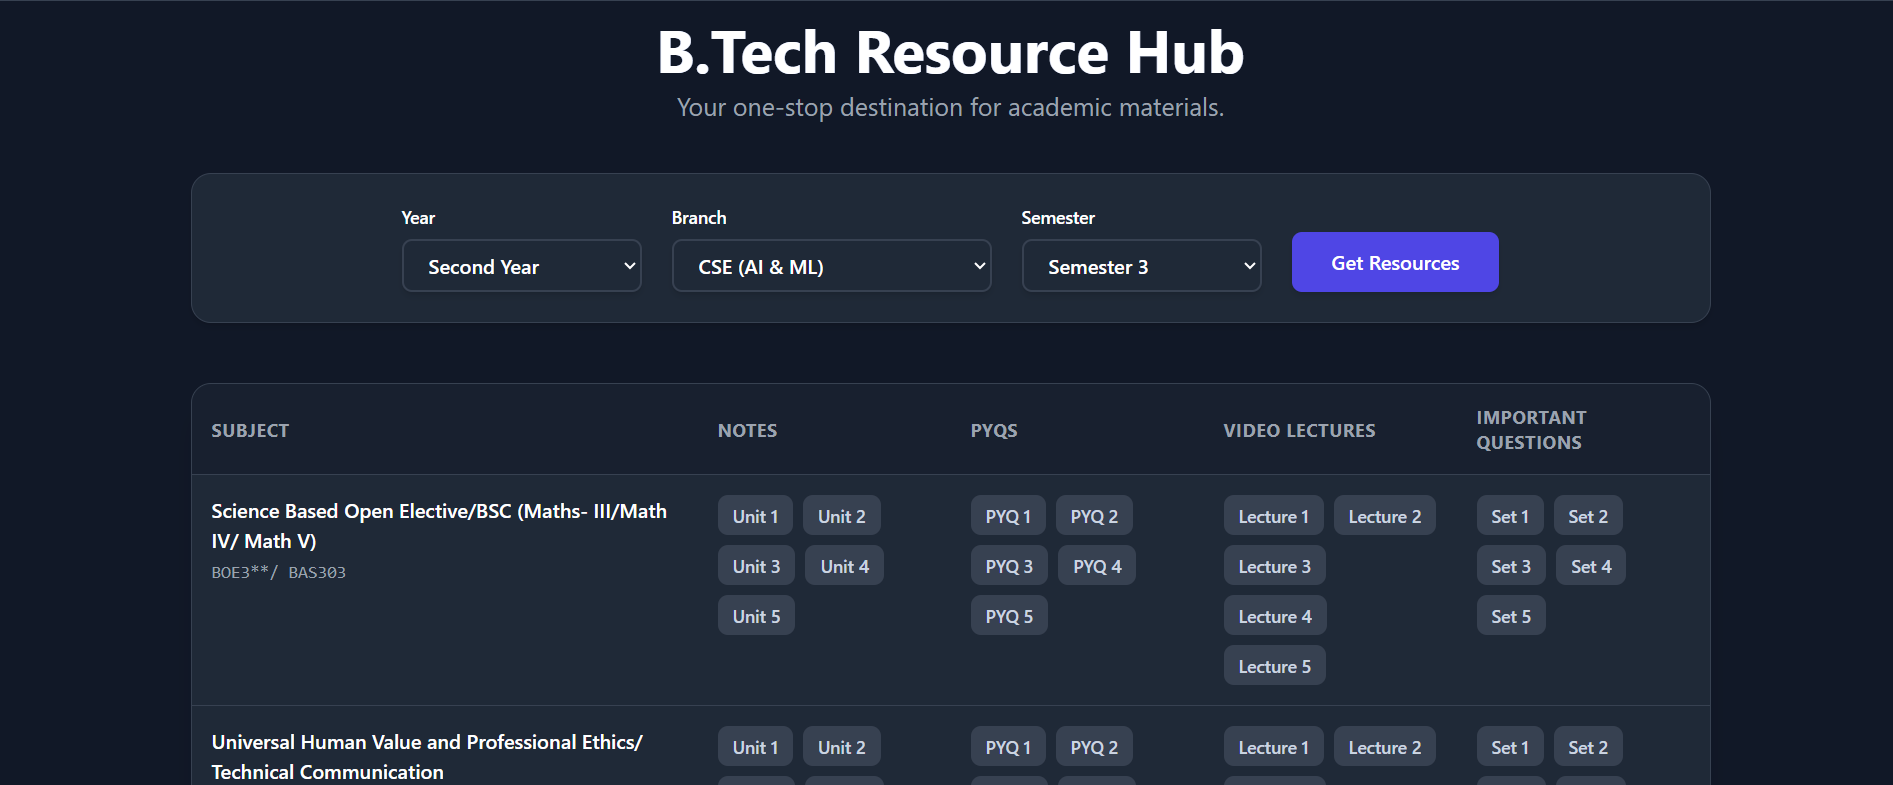 B.Tech Resource Hub
Your one-stop destination for academic materials.
Year
Branch
Semester
Second Year
CSE (AI & ML)
Semester 3
Get Resources
SUBJECT
NOTES
PYQS
VIDEO LECTURES
IMPORTANT
QUESTIONS
Science Based Open Elective/BSC (Maths- III/Math
IV/ Math V)
BOE3**/ BAS303
Unit 1 Unit 2
Unit 3 Unit 4
Unit 5
PYQ 1 PYQ 2
PYQ 3 PYQ 4
PYQ 5
Lecture 1 Lecture 2
Lecture 3
Lecture 4
Lecture 5
Set 1 Set 2
Set 3 Set 4
Set 5
Universal Human Value and Professional Ethics/
Technical Communication
Unit 1 Unit 2
PYQ 1 PYQ 2
Lecture 1 Lecture 2
Set 1 Set 2